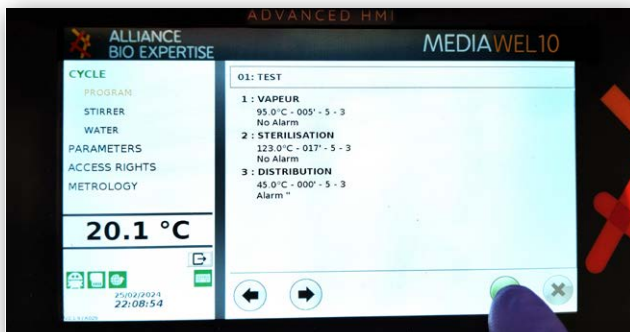 ADVANCED HMI
ALLIANCE
BIO EXPERTISE
MEDIAWEL10
CYCLE
PROGRAM
STIRRER
WATER
PARAMETERS
ACCESS RIGHTS
METROLOGY
20.1 °C
25/02/2024
22:08:54
01: TEST
1 : VAPEUR
95.0°C - 005' - 5 - 3
No Alarm
2 : STERILISATION
123.0°C - 017' - 5 - 3
No Alarm
3 : DISTRIBUTION
45.0°C - 000' - 5 - 3
Alarm "